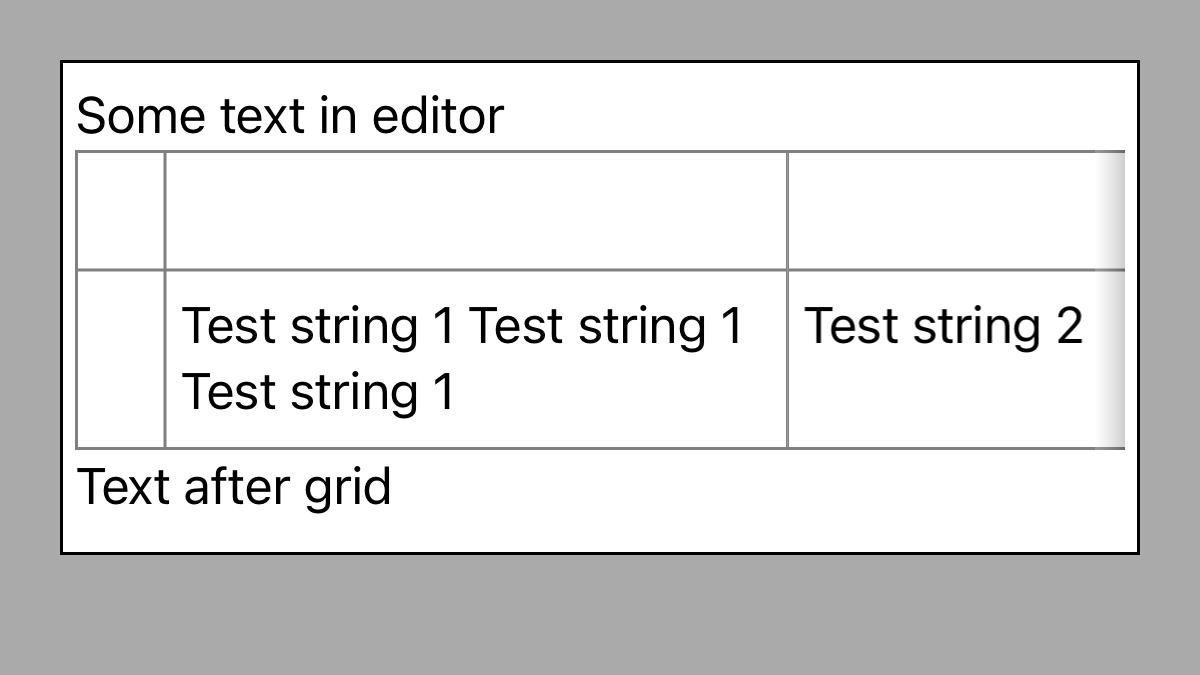 Some text in editor
Test string 1 Test string 1
Test string 1
Test string 2
Text after grid